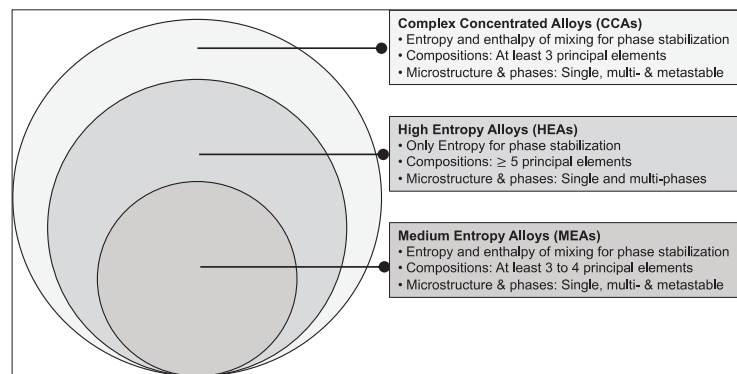 Complex Concentrated Alloys (CCAs)
• Entropy and enthalpy of mixing for phase stabilization
• Compositions: At least 3 principal elements
• Microstructure & phases: Single, multi- & metastable
High Entropy Alloys (HEAs)
• Only Entropy for phase stabilization
• Compositions: ≥ 5 principal elements
• Microstructure & phases: Single and multi-phases
Medium Entropy Alloys (MEAs)
• Entropy and enthalpy of mixing for phase stabilization
• Compositions: At least 3 to 4 principal elements
• Microstructure & phases: Single, multi- & metastable